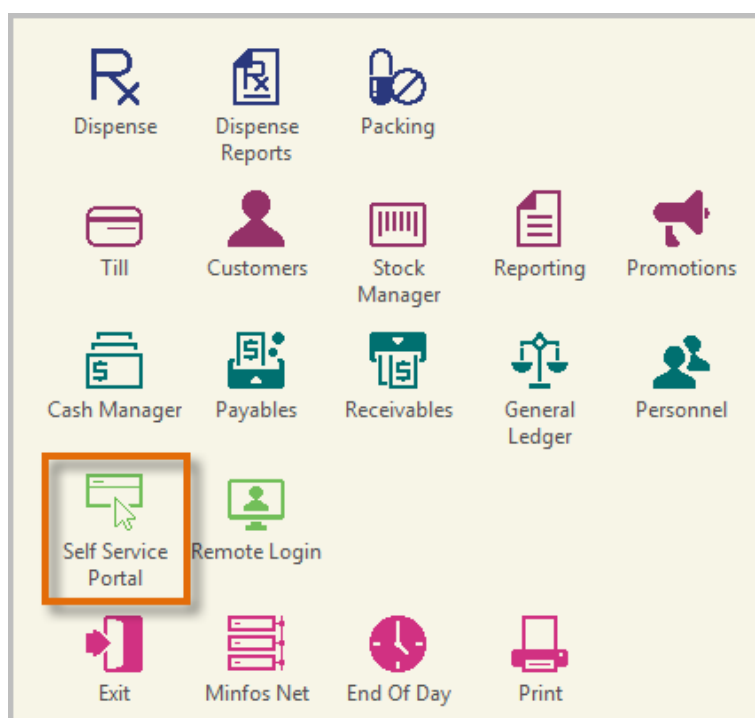 Dispense
Dispense
Reports
Packing
Till
Customers
Stock
Manager
Reporting
Promotions
Cash Manager
Payables
Receivables
General
Ledger
Personnel
Self Service
Portal
Remote Login
Exit
Minfos Net
End Of Day
Print